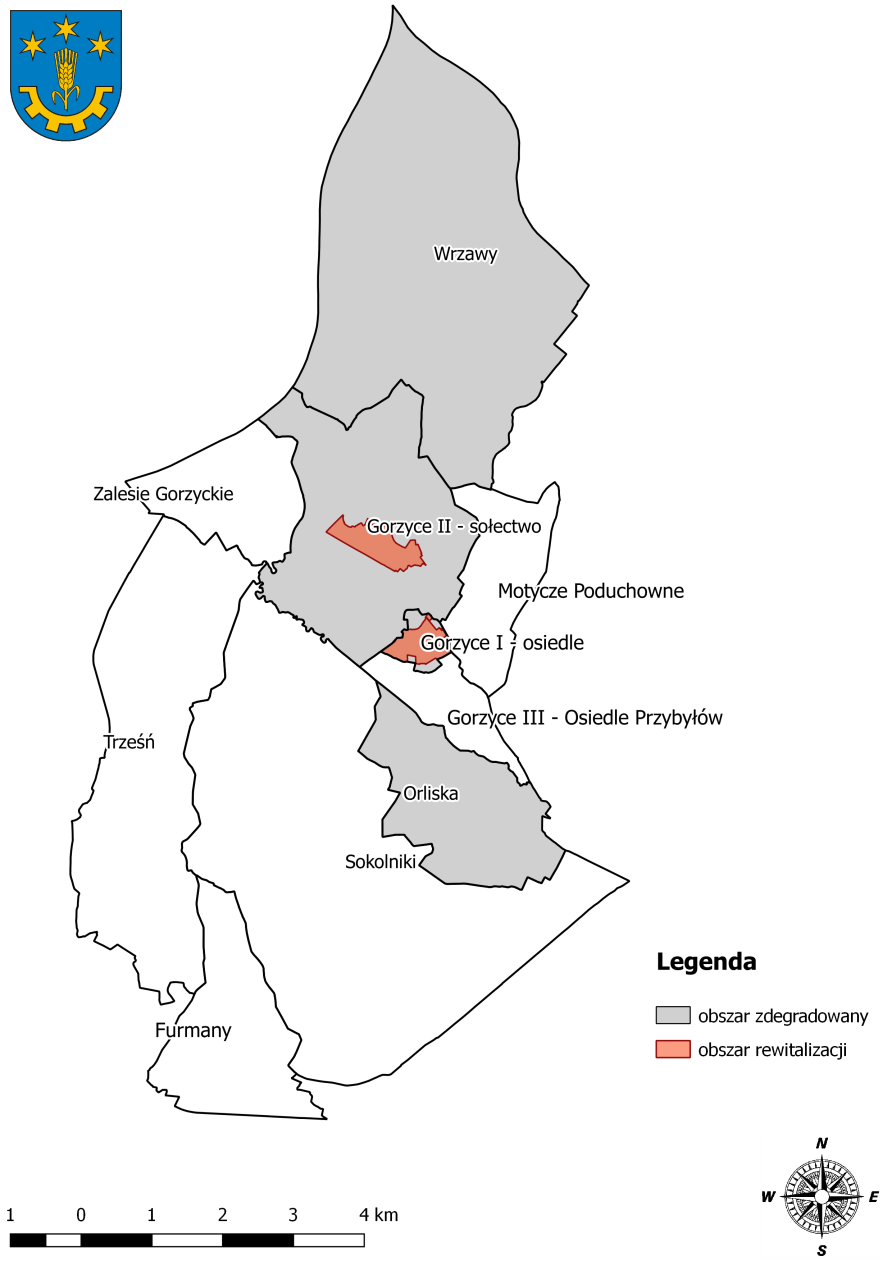 Wrzawy
Zalesie Gorzyckie
Gorzyce II - sołectwo
Motycze Poduchowne
Gorzyce I - osiedle
Gorzyce III - Osiedle Przybyłów
Trześń
Orliska
Sokolniki
Furmany
Legenda
obszar zdegradowany
obszar rewitalizacji
N
W E
S
1 0 1 2 3 4 km